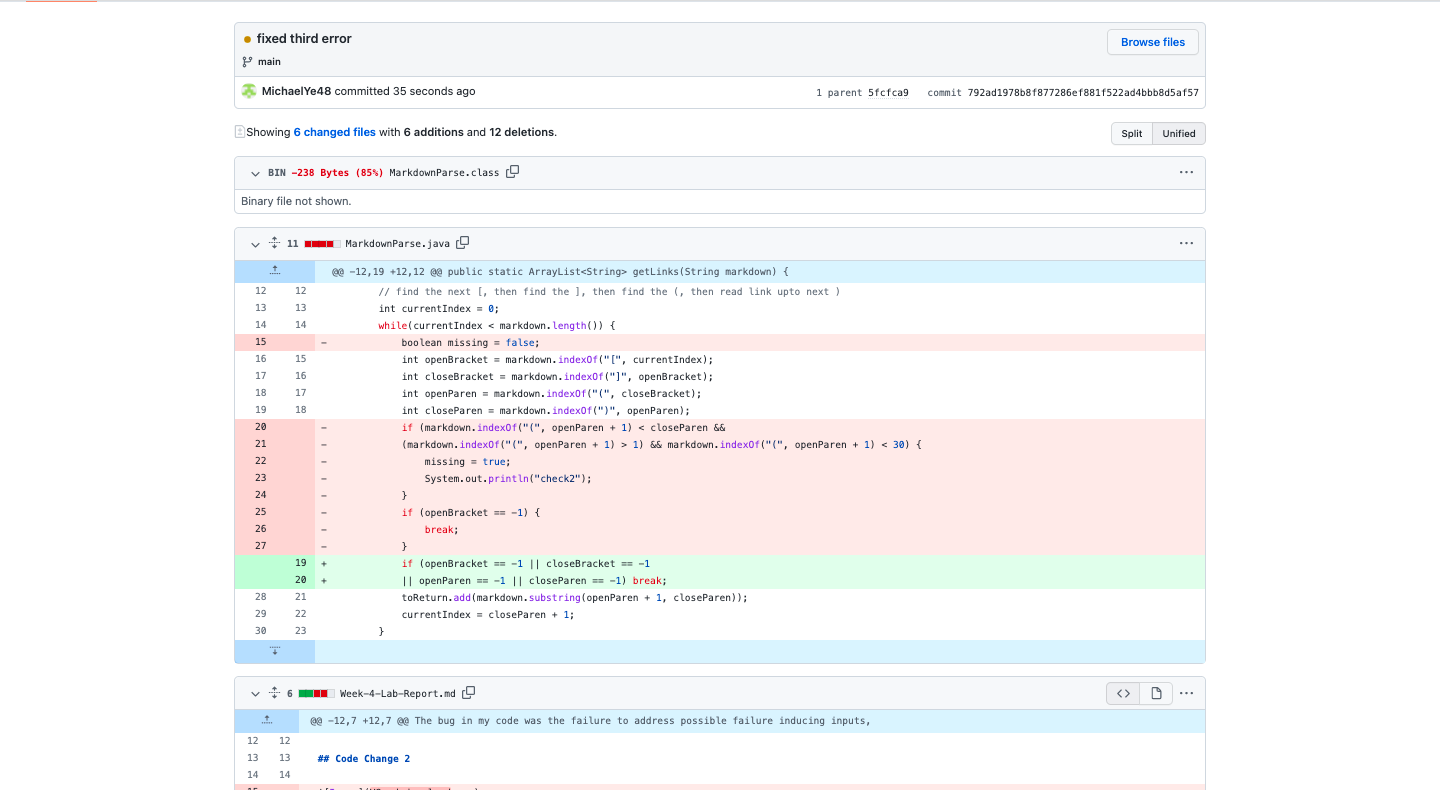 fixed third error
Browse files
main
MichaelYe48 committed 35 seconds ago
1 parent 5fcfca9 commit 792ad1978b8f877286ef881f522ad4bbb8d5af57
Showing 6 changed files with 6 additions and 12 deletions.
Split Unified
BIN −238 Bytes (85%) MarkdownParse.class
Binary file not shown.
11 MarkdownParse.java
@@ -12,19 +12,12 @@ public static ArrayList<String> getLinks(String markdown) {
12 12 // find the next [, then find the ], then find the (, then read link upto next )
13 13 int currentIndex = 0;
14 14 while(currentIndex < markdown.length()) {
15 - boolean missing = false;
16 15 int openBracket = markdown.indexOf("[", currentIndex);
17 16 int closeBracket = markdown.indexOf("]", openBracket);
18 17 int openParen = markdown.indexOf("(", closeBracket);
19 18 int closeParen = markdown.indexOf(")", openParen);
20 - if (markdown.indexOf("(", openParen + 1) < closeParen &&
21 - (markdown.indexOf("(", openParen + 1) > 1) && markdown.indexOf("(", openParen + 1) < 30) {
22 - missing = true;
23 - System.out.println("check2");
24 - }
25 - if (openBracket == -1) {
26 - break;
27 - }
19 + if (openBracket == -1 || closeBracket == -1
20 + || openParen == -1 || closeParen == -1) break;
28 21 toReturn.add(markdown.substring(openParen + 1, closeParen));
29 22 currentIndex = closeParen + 1;
30 23 }
6 Week-4-Lab-Report.md
@@ -12,7 +12,7 @@ The bug in my code was the failure to address possible failure inducing inputs,
12 12
13 13 ## Code Change 2
14 14